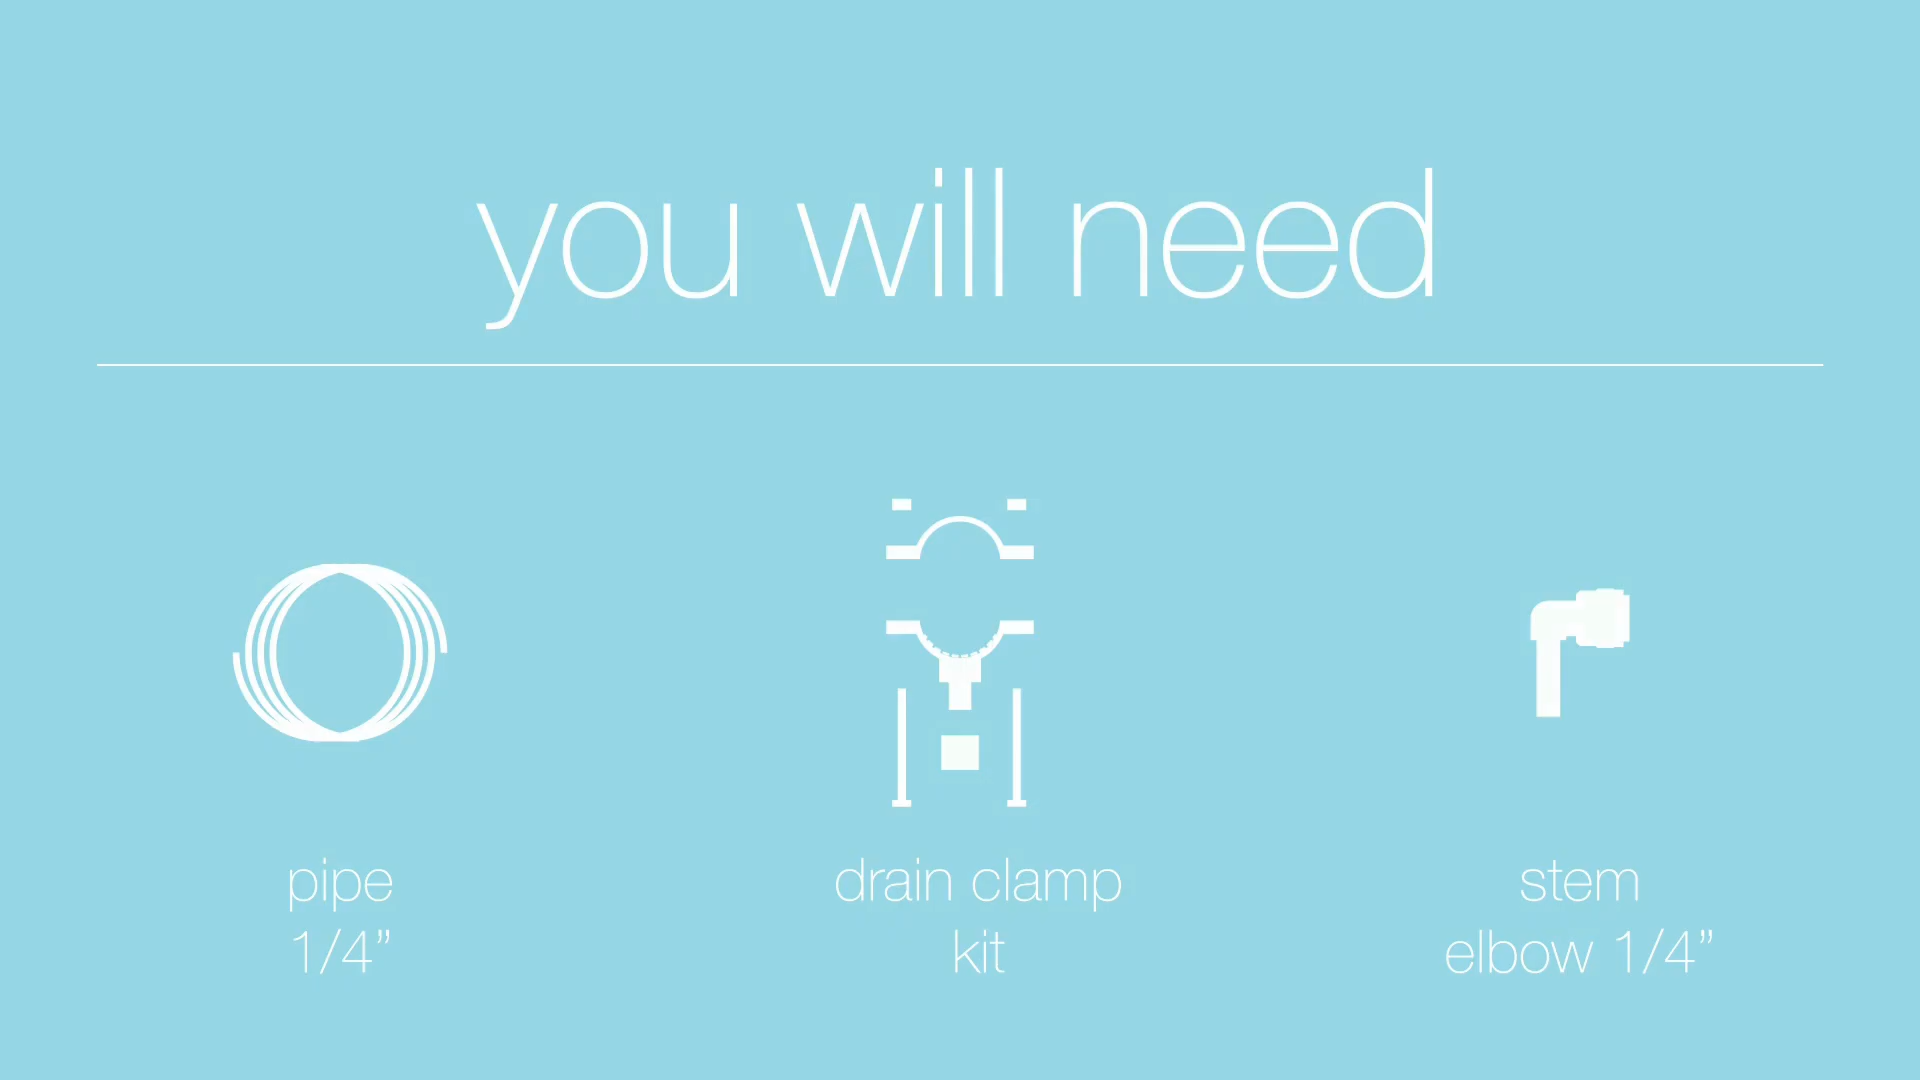 you will need
pipe
1/4”
drain clamp
kit
stem
elbow 1/4”